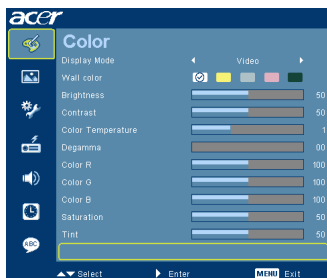 acer
Color
Display Mode Video
Wall color
Brightness 50
Contrast 50
Color Temperature 1
Degamma 00
Color R 100
Color G 100
Color B 100
Saturation 50
Tint 50
ABC
Select Enter MENU Exit